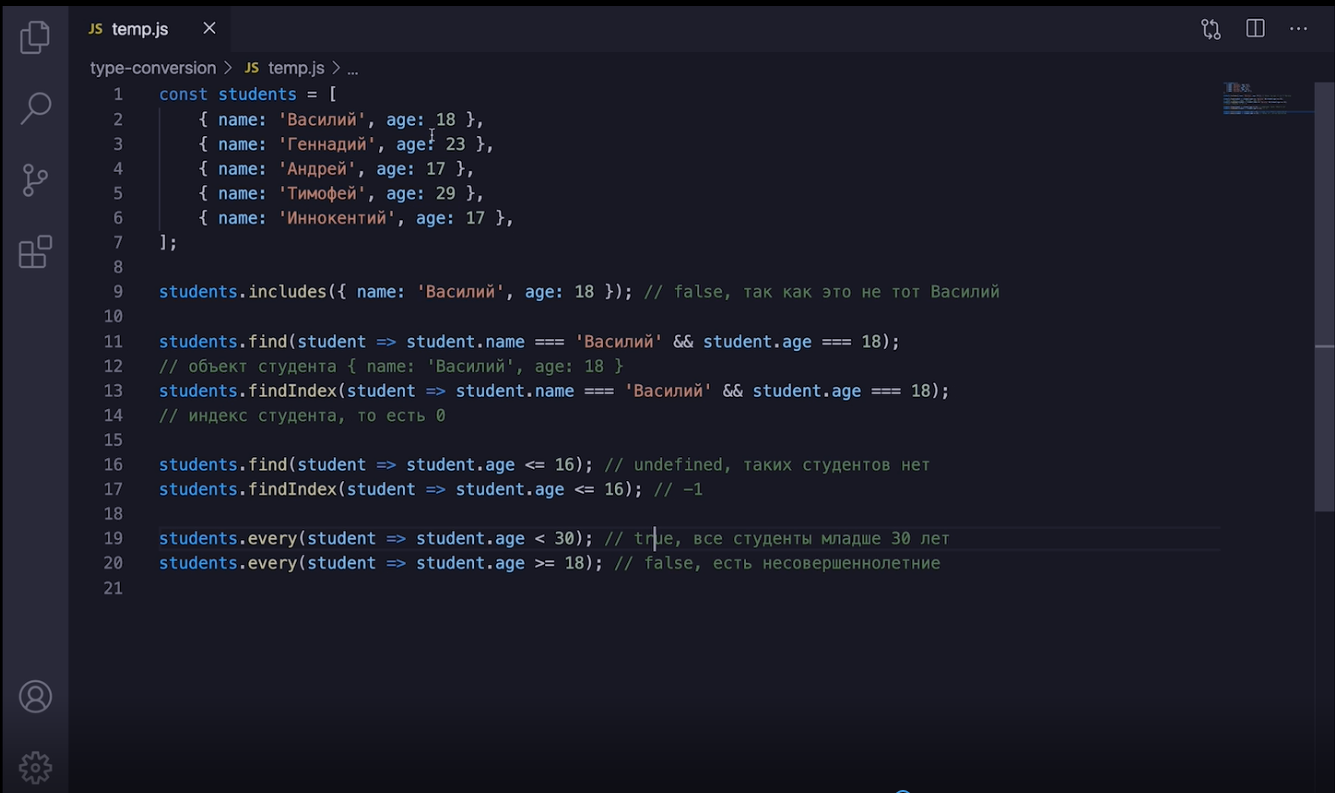 JS temp.js
type-conversion > JS temp.js > ...
1 const students = [
2 { name: 'Василий', age: 18 },
3 { name: 'Геннадий', age: 23 },
4 { name: 'Андрей', age: 17 },
5 { name: 'Тимофей', age: 29 },
6 { name: 'Иннокентий', age: 17 },
7 ];
8
9 students.includes({ name: 'Василий', age: 18 }); // false, так как это не тот Василий
10
11 students.find(student => student.name === 'Василий' && student.age === 18);
12 // объект студента { name: 'Василий', age: 18 }
13 students.findIndex(student => student.name === 'Василий' && student.age === 18);
14 // индекс студента, то есть 0
15
16 students.find(student => student.age <= 16); // undefined, таких студентов нет
17 students.findIndex(student => student.age <= 16); // -1
18
19 students.every(student => student.age < 30); // true, все студенты младше 30 лет
20 students.every(student => student.age >= 18); // false, есть несовершеннолетние
21